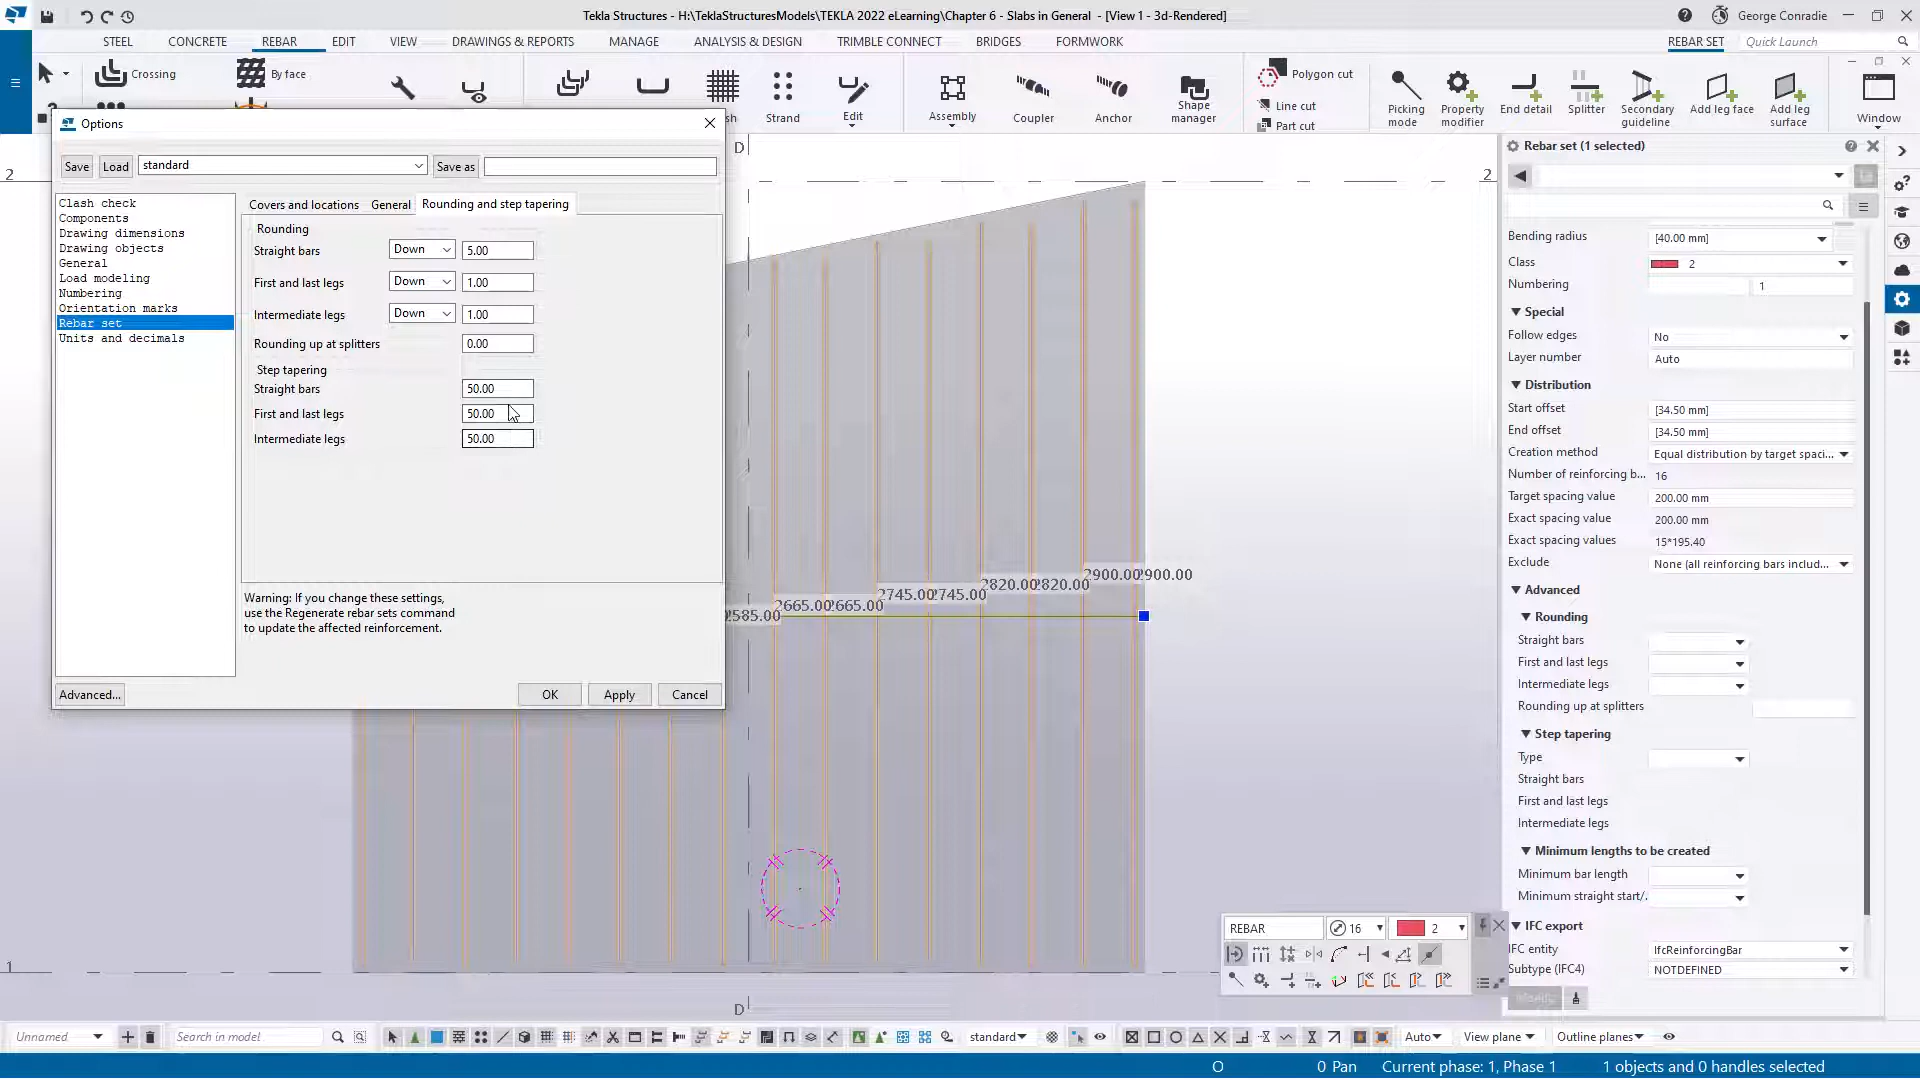 Tekla Structures - H:\TeklaStructuresModels\TEKLA 2022 eLearning\Chapter 6 - Slabs in General - [View 1 - 3d-Rendered]
George Conradie
STEEL
CONCRETE
REBAR
EDIT
VIEW
DRAWINGS & REPORTS
MANAGE
ANALYSIS & DESIGN
TRIMBLE CONNECT
BRIDGES
FORMWORK
REBAR SET
Quick Launch
Crossing
By face
Strand
Edit
Assembly
Coupler
Anchor
Shape manager
Polygon cut
Line cut
Part cut
Picking mode
Property modifier
End detail
Splitter
Secondary guideline
Add leg face
Add leg surface
Window
Options
Save
Load
standard
Save as
Clash check
Components
Drawing dimensions
Drawing objects
General
Load modeling
Numbering
Orientation marks
Rebar set
Units and decimals
Covers and locations
General
Rounding and step tapering
Rounding
Straight bars Down 5.00
First and last legs Down 1.00
Intermediate legs Down 1.00
Rounding up at splitters 0.00
Step tapering
Straight bars 50.00
First and last legs 50.00
Intermediate legs 50.00
Warning: If you change these settings,
use the Regenerate rebar sets command
to update the affected reinforcement.
Advanced...
OK
Apply
Cancel
2
D
2
2585.00
2665.00
2665.00
2745.00
2745.00
2820.00
2820.00
2900.00
2900.00
1
D
REBAR
16
2
Rebar set (1 selected)
Bending radius [40.00 mm]
Class 2
Numbering 1
Special
Follow edges No
Layer number Auto
Distribution
Start offset [34.50 mm]
End offset [34.50 mm]
Creation method Equal distribution by target spaci...
Number of reinforcing b... 16
Target spacing value 200.00 mm
Exact spacing value 200.00 mm
Exact spacing values 15*195.40
Exclude None (all reinforcing bars includ...
Advanced
Rounding
Straight bars
First and last legs
Intermediate legs
Rounding up at splitters
Step tapering
Type
Straight bars
First and last legs
Intermediate legs
Minimum lengths to be created
Minimum bar length
Minimum straight start/.
IFC export
IFC entity IfcReinforcingBar
Subtype (IFC4) NOTDEFINED
Modify
Unnamed
Search in model
standard
Auto
View plane
Outline planes
O
0 Pan
Current phase: 1, Phase 1
1 objects and 0 handles selected